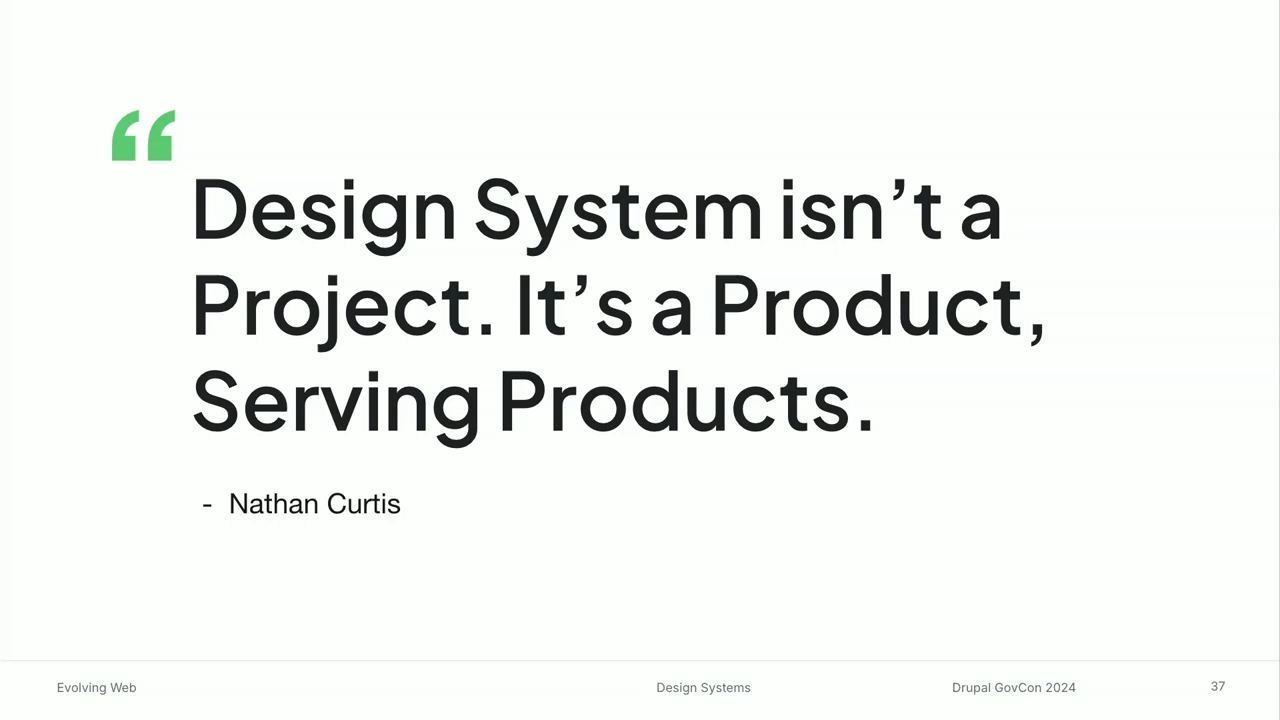 “
Design System isn’t a
Project. It’s a Product,
Serving Products.
- Nathan Curtis
Evolving Web
Design Systems
Drupal GovCon 2024
37